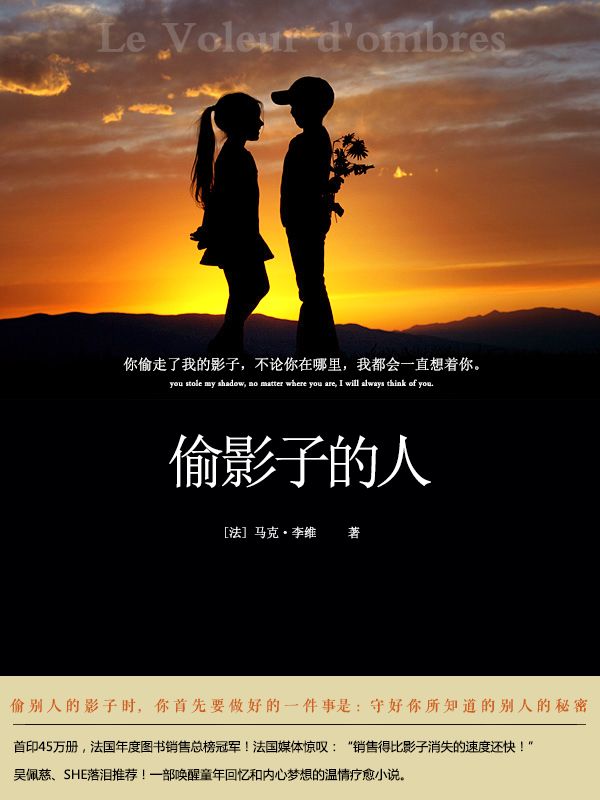 Le Voleur d'ombres
你偷走了我的影子，不论你在哪里，我都会一直想着你。
you stole my shadow, no matter where you are, I will always think of you.
偷影子的人
［法］马克·李维 著
偷别人的影子时，你首先要做好的一件事是：守好你所知道的别人的秘密
首印45万册，法国年度图书销售总榜冠军！法国媒体惊叹：“销售得比影子消失的速度还快！”
吴佩慈、SHE落泪推荐！一部唤醒童年回忆和内心梦想的温情疗愈小说。